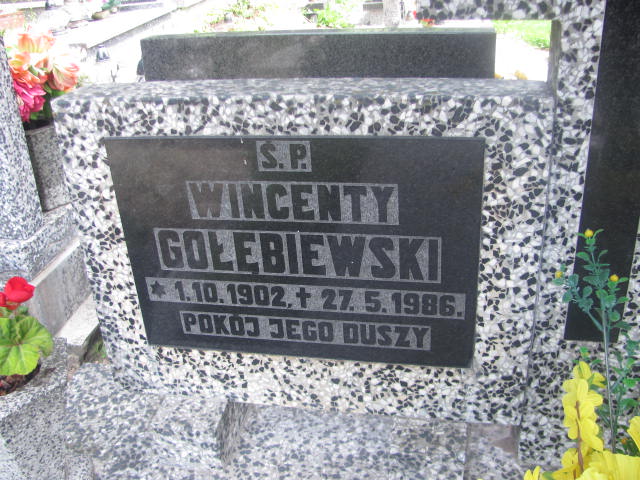 Ś.P.
WINCENTY
GOŁĘBIEWSKI
* 1.10.1902, + 27.5.1986.
POKÓJ JEGO DUSZY